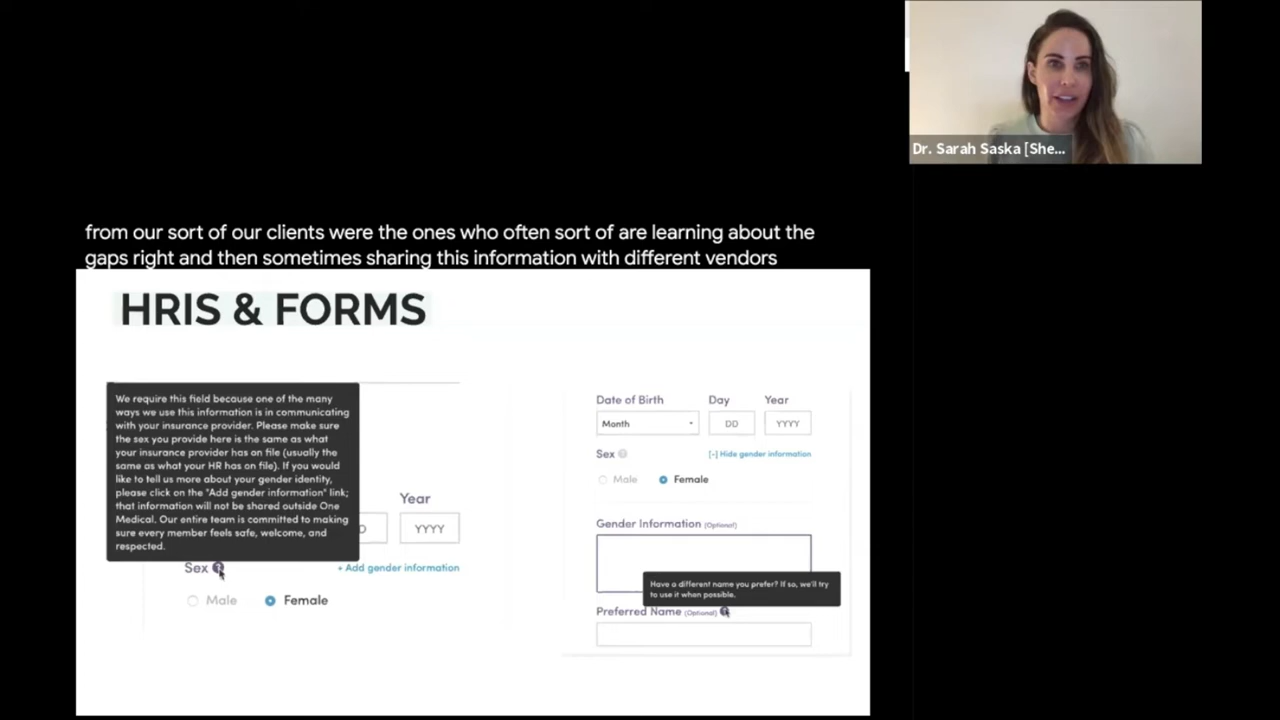 Dr. Sarah Saska [She...
from our sort of our clients were the ones who often sort of are learning about the
gaps right and then sometimes sharing this information with different vendors
HRIS & FORMS
We require this field because one of the many
ways we use this information is in communicating
with your insurance provider. Please make sure
the sex you provide here is the same as what
your insurance provider has on file (usually the
same as what your HR has on file). If you would
like to tell us more about your gender identity,
please click on the "Add gender information" link;
that information will not be shared outside One
Medical. Our entire team is committed to making
sure every member feels safe, welcome, and
respected.
Year
D
YYYY
Sex
+ Add gender information
Male
Female
Date of Birth
Day
Year
Month
DD
YYYY
Sex
[-] Hide gender information
Male
Female
Gender Information (Optional)
Have a different name you prefer? If so, we'll try
to use it when possible.
Preferred Name (Optional)